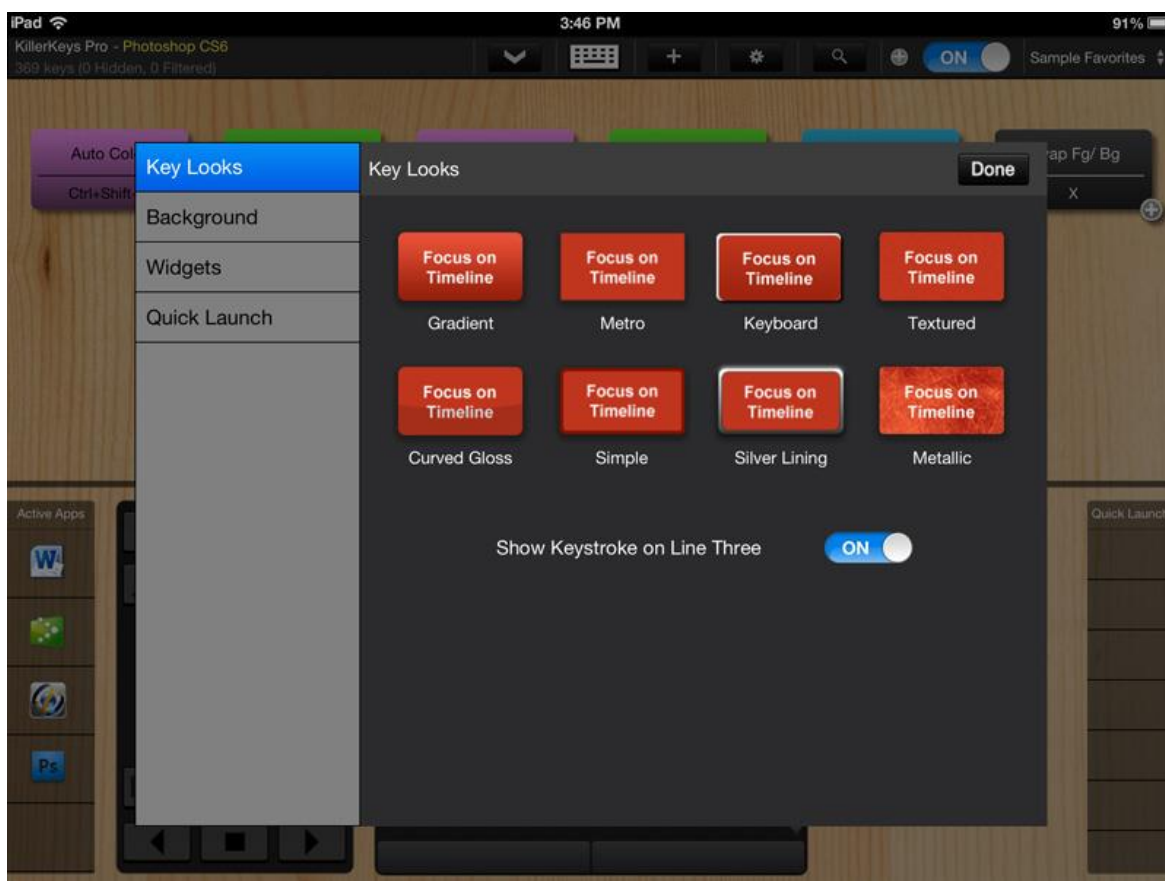 iPad 3:46 PM 91%
KillerKeys Pro - Photoshop CS6
369 keys (0 Hidden, 0 Filtered)
ON
Sample Favorites
Auto Col
Ctrl+Shift
ap Fg/ Bg
X
Key Looks
Background
Widgets
Quick Launch
Key Looks
Done
Focus on
Timeline
Gradient
Focus on
Timeline
Metro
Focus on
Timeline
Keyboard
Focus on
Timeline
Textured
Focus on
Timeline
Curved Gloss
Focus on
Timeline
Simple
Focus on
Timeline
Silver Lining
Focus on
Timeline
Metallic
Show Keystroke on Line Three
ON
Active Apps
W
Ps
Quick Launch